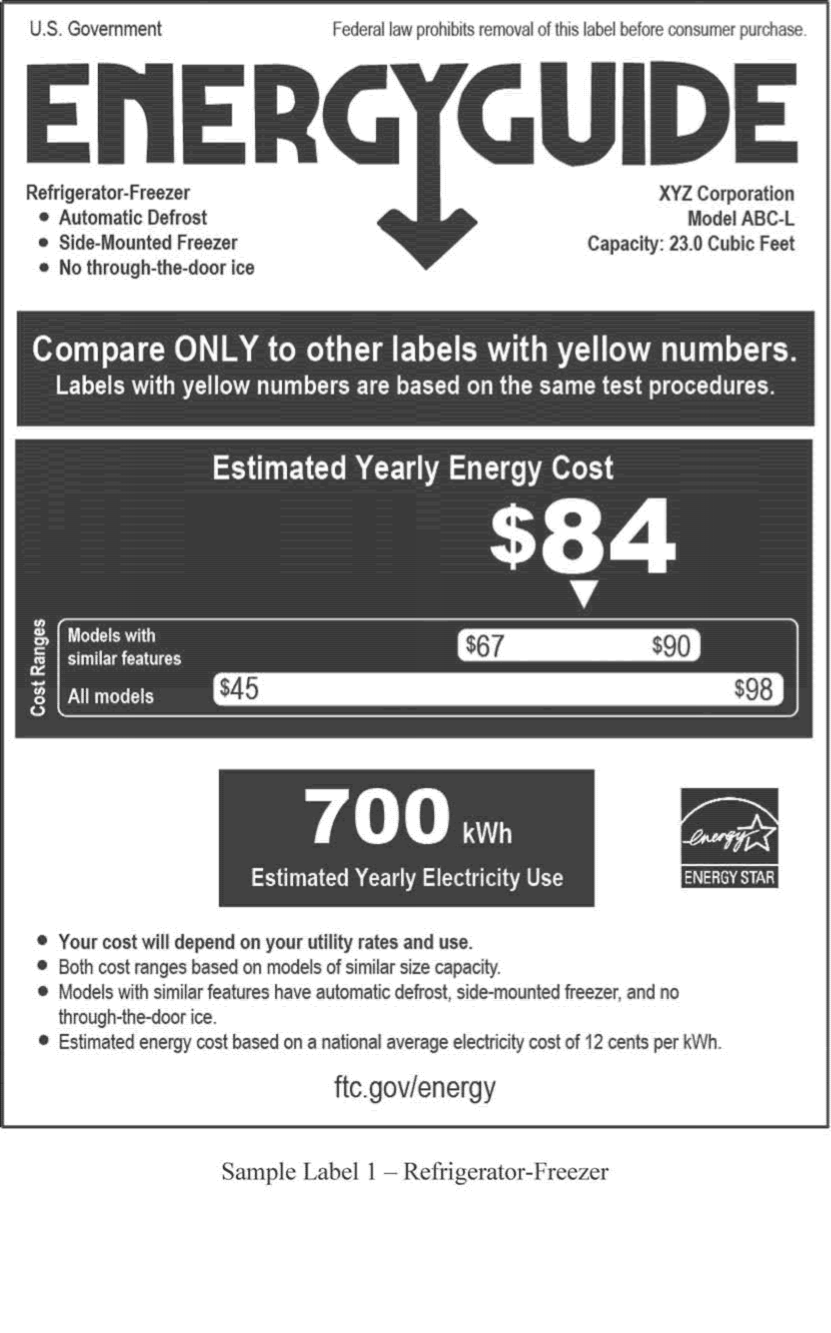 U.S. Government
Federal law prohibits removal of this label before consumer purchase.
ENERGYGUIDE
Refrigerator-Freezer
• Automatic Defrost
• Side-Mounted Freezer
• No through-the-door ice
XYZ Corporation
Model ABC-L
Capacity: 23.0 Cubic Feet
Compare ONLY to other labels with yellow numbers.
Labels with yellow numbers are based on the same test procedures.
Estimated Yearly Energy Cost
$84
Cost Ranges
Models with
similar features
$67 $90
All models
$45 $98
700 kWh
Estimated Yearly Electricity Use
energy
ENERGY STAR
• Your cost will depend on your utility rates and use.
• Both cost ranges based on models of similar size capacity.
• Models with similar features have automatic defrost, side-mounted freezer, and no
through-the-door ice.
• Estimated energy cost based on a national average electricity cost of 12 cents per kWh.
ftc.gov/energy
Sample Label 1 – Refrigerator-Freezer